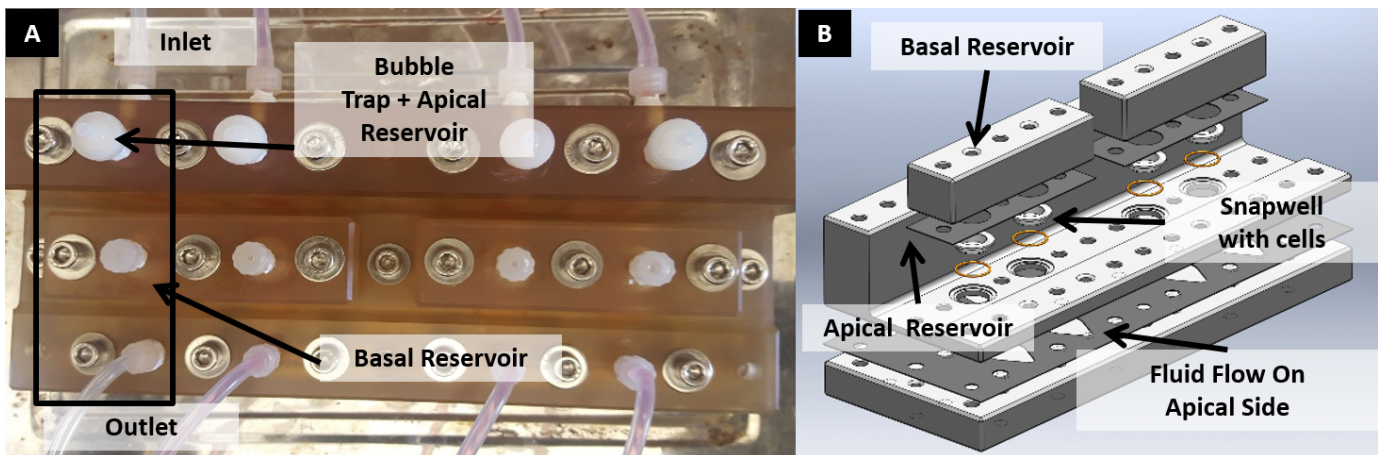 A
Inlet
Bubble
Trap + Apical
Reservoir
Basal Reservoir
Outlet
B
Basal Reservoir
Snapwell
with cells
Apical Reservoir
Fluid Flow On
Apical Side